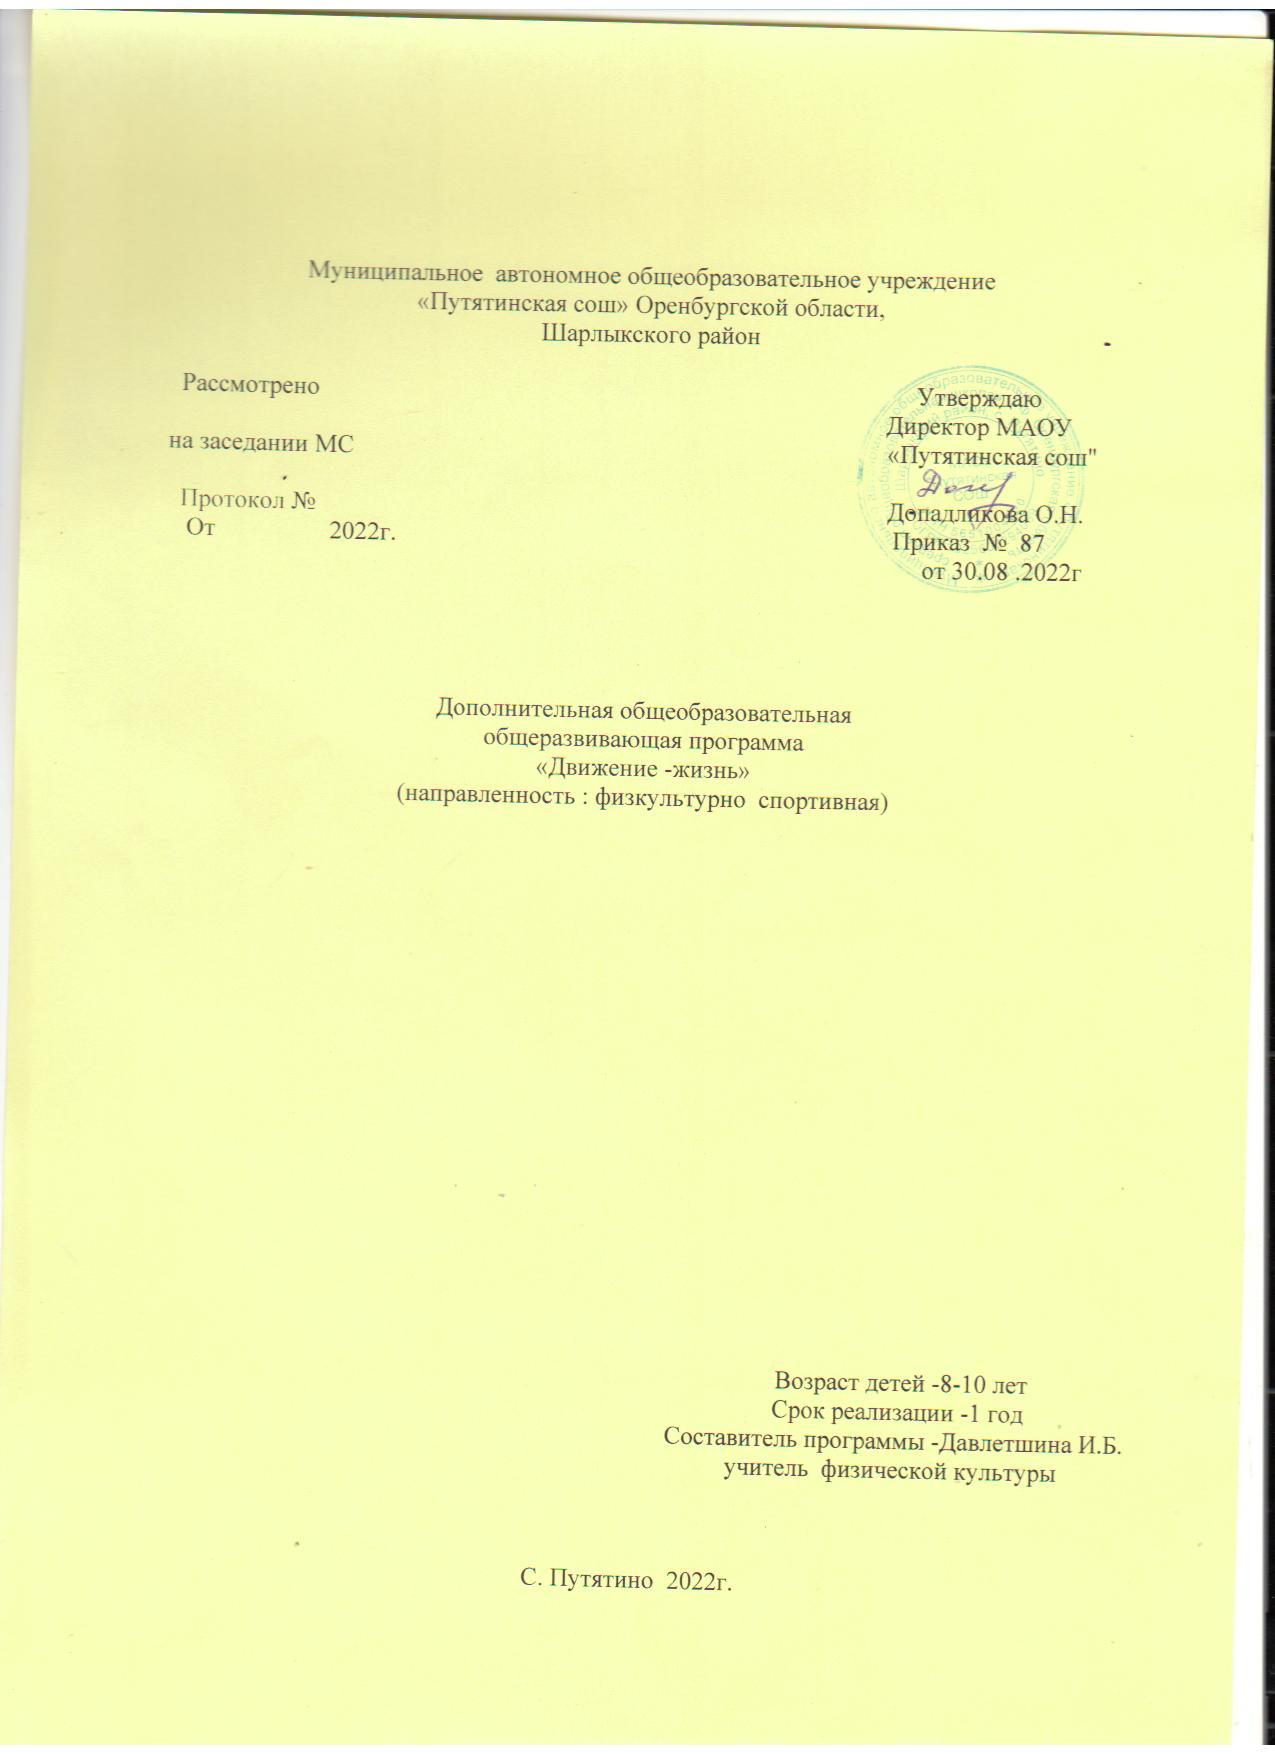 Муниципальное автономное общеобразовательное учреждение
«Путятинская сош» Оренбургской области,
Шарлыкского район
Рассмотрено
на заседании МС
Протокол №
От 2022г.
Утверждаю
Директор МАОУ
«Путятинская сош"
Допадликова О.Н.
Приказ № 87
от 30.08 .2022г
Дополнительная общеобразовательная
общеразвивающая программа
«Движение -жизнь»
(направленность : физкультурно спортивная)
Возраст детей -8-10 лет
Срок реализации -1 год
Составитель программы -Давлетшина И.Б.
учитель физической культуры
С. Путятино 2022г.